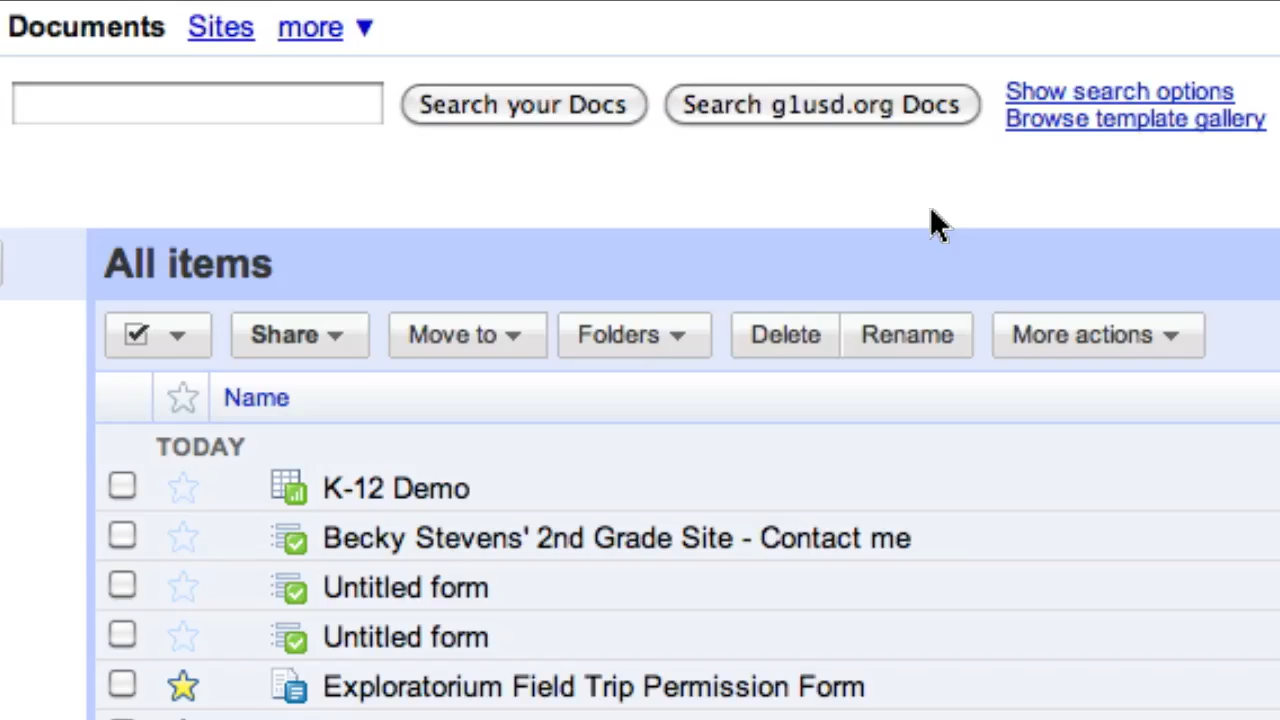 Documents Sites more ▼
Search your Docs Search g1usd.org Docs Show search options
Browse template gallery
All items
Share Move to Folders Delete Rename More actions
Name
TODAY
K-12 Demo
Becky Stevens' 2nd Grade Site - Contact me
Untitled form
Untitled form
Exploratorium Field Trip Permission Form